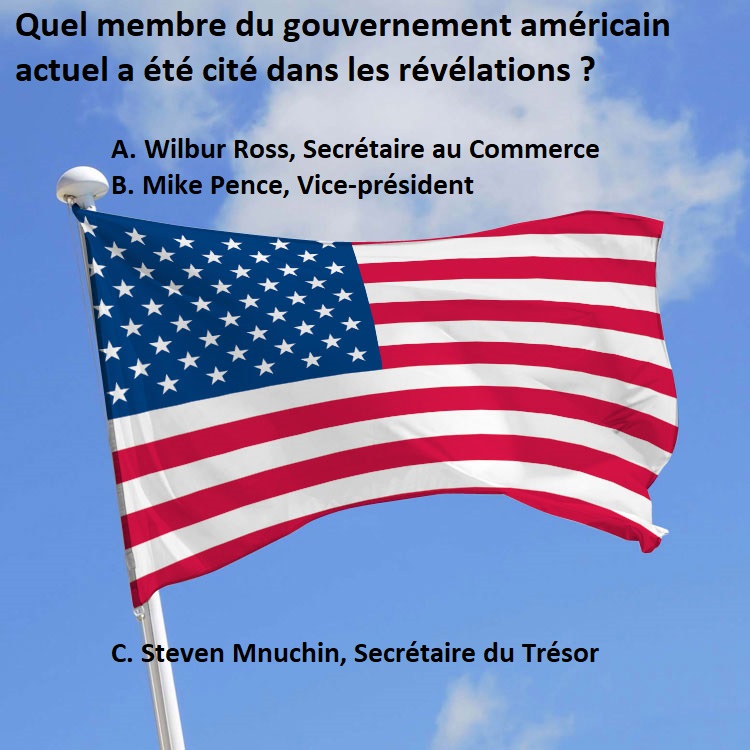 Quel membre du gouvernement américain
actuel a été cité dans les révélations ?
A. Wilbur Ross, Secrétaire au Commerce
B. Mike Pence, Vice-président
C. Steven Mnuchin, Secrétaire du Trésor